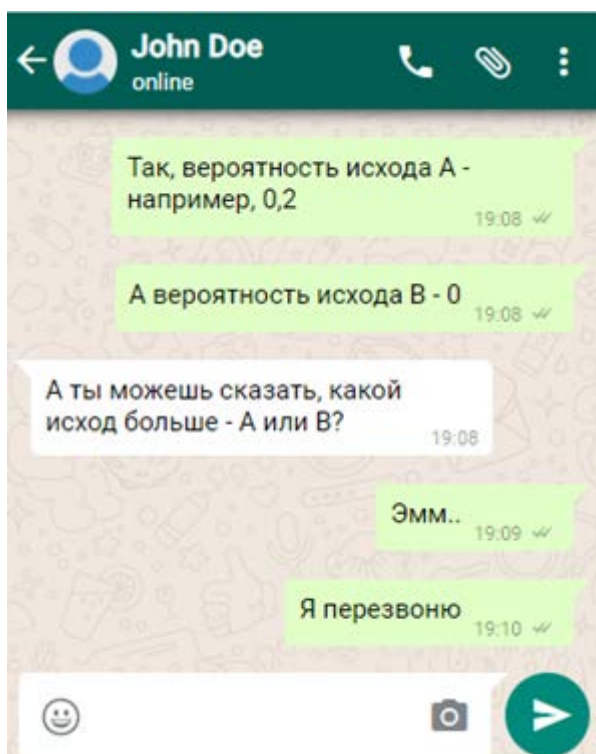 John Doe
online
Так, вероятность исхода А -
например, 0,2
19:08
А вероятность исхода В - 0
19:08
А ты можешь сказать, какой
исход больше - А или В?
19:08
Эмм..
19:09
Я перезвоню
19:10